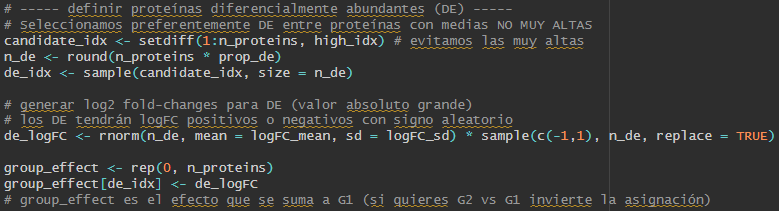 # ----- definir proteínas diferencialmente abundantes (DE) -----
# Seleccionamos preferentemente DE entre proteínas con medias NO MUY ALTAS
candidate_idx <- setdiff(1:n_proteins, high_idx) # evitamos las muy altas
n_de <- round(n_proteins * prop_de)
de_idx <- sample(candidate_idx, size = n_de)
# generar log2 fold-changes para DE (valor absoluto grande)
# los DE tendrán logFC positivos o negativos con signo aleatorio
de_logFC <- rnorm(n_de, mean = logFC_mean, sd = logFC_sd) * sample(c(-1,1), n_de, replace = TRUE)
group_effect <- rep(0, n_proteins)
group_effect[de_idx] <- de_logFC
# group_effect es el efecto que se suma a G1 (si quieres G2 vs G1 invierte la asignación)